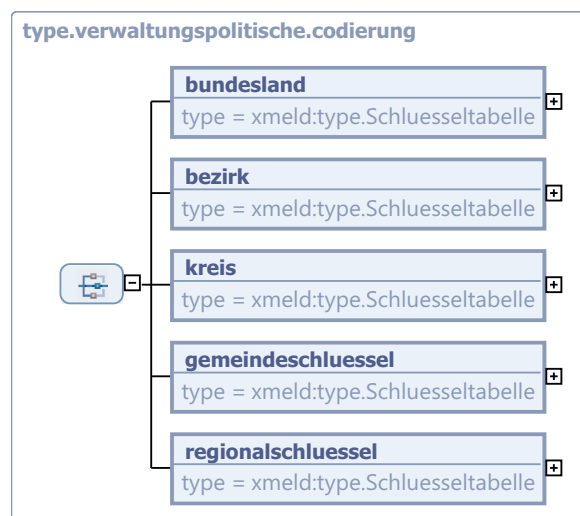 type.verwaltungspolitische.codierung
bundesland
type = xmeld:type.Schluesseltabelle
bezirk
type = xmeld:type.Schluesseltabelle
kreis
type = xmeld:type.Schluesseltabelle
gemeindeschluessel
type = xmeld:type.Schluesseltabelle
regionalschluessel
type = xmeld:type.Schluesseltabelle